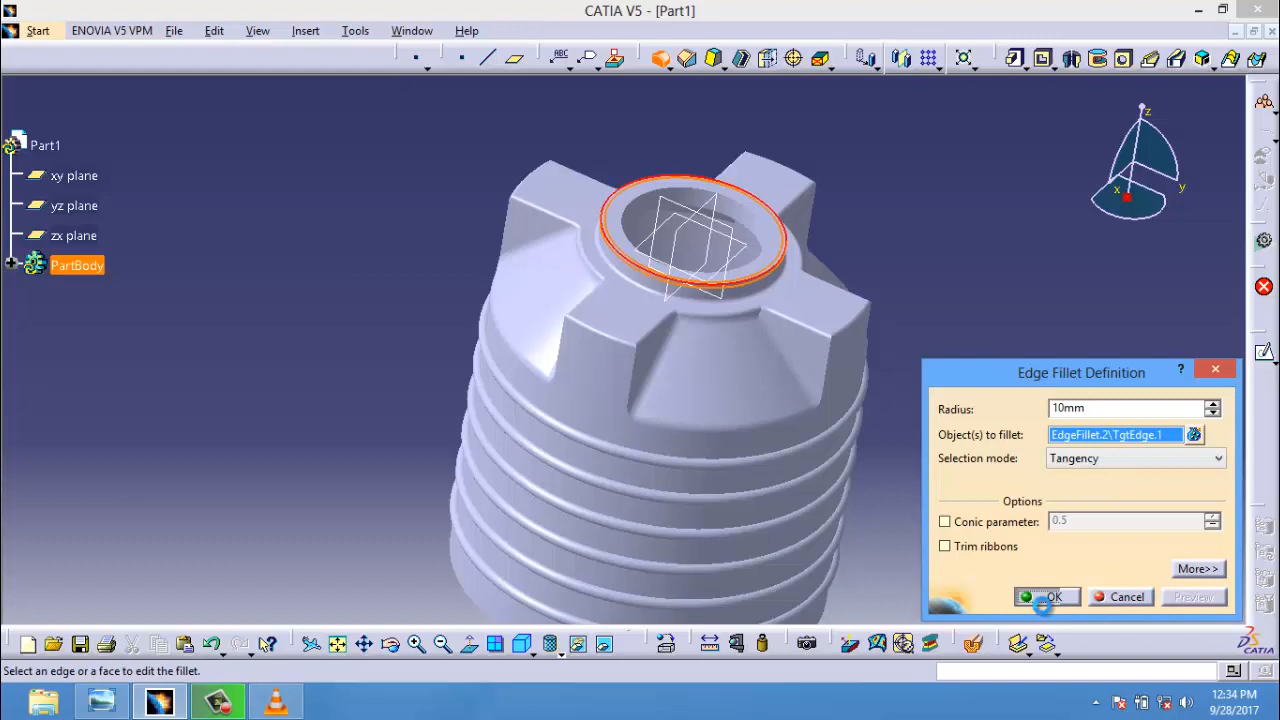 CATIA V5 - [Part1]
Start ENOVIA V5 VPM File Edit View Insert Tools Window Help
ABC
z
x
y
Part1
xy plane
yz plane
zx plane
PartBody
Edge Fillet Definition
Radius: 10mm
Object(s) to fillet: EdgeFillet.2\TgtEdge.1
Selection mode: Tangency
Options
Conic parameter: 0.5
Trim ribbons
More>>
OK Cancel Preview
CATIA
Select an edge or a face to edit the fillet.
12:34 PM
9/28/2017